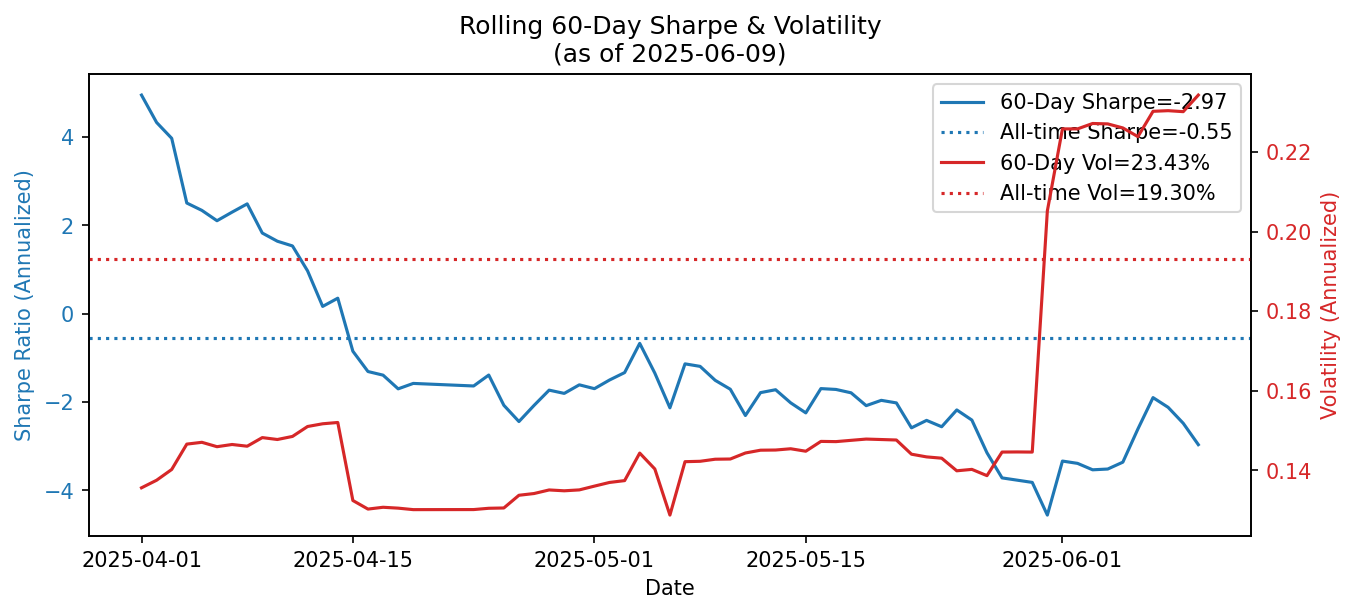 Rolling 60-Day Sharpe & Volatility
(as of 2025-06-09)
60-Day Sharpe=-2.97
All-time Sharpe=-0.55
60-Day Vol=23.43%
All-time Vol=19.30%
Sharpe Ratio (Annualized)
4
2
0
−2
−4
Volatility (Annualized)
0.22
0.20
0.18
0.16
0.14
2025-04-01
2025-04-15
2025-05-01
2025-05-15
2025-06-01
Date